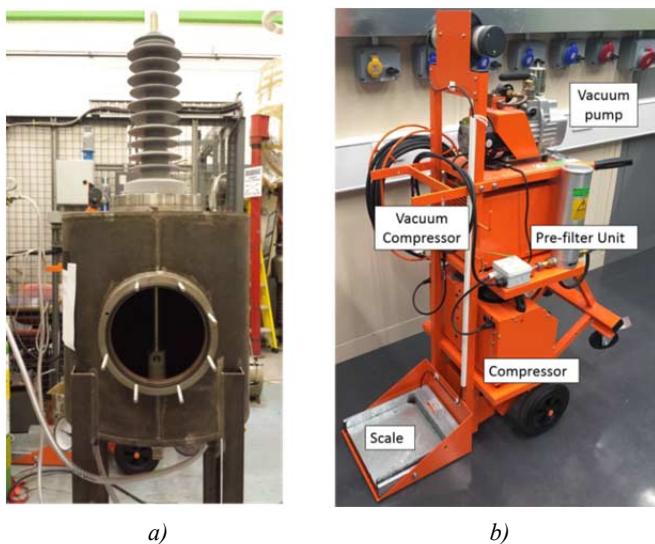 Vacuum
pump
Vacuum
Compressor
Pre-filter Unit
Compressor
Scale
a)
b)